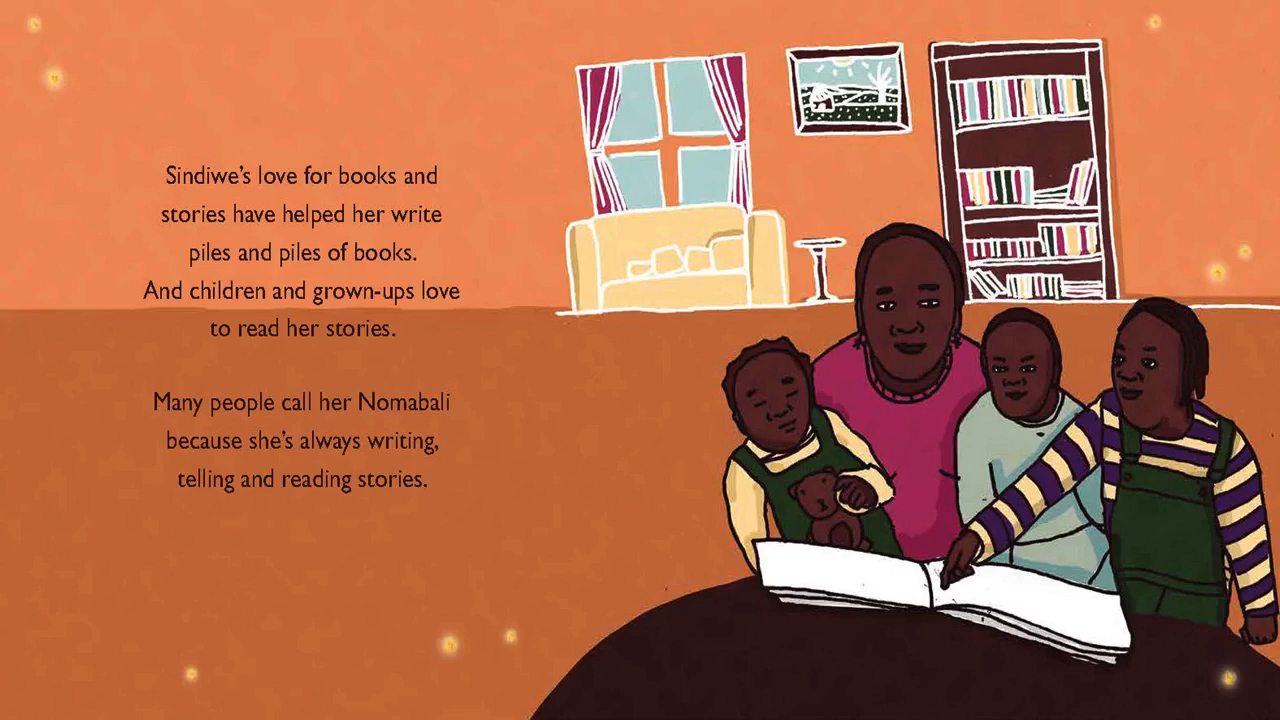 Sindiwe’s love for books and
stories have helped her write
piles and piles of books.
And children and grown-ups love
to read her stories.
Many people call her Nomabali
because she’s always writing,
telling and reading stories.